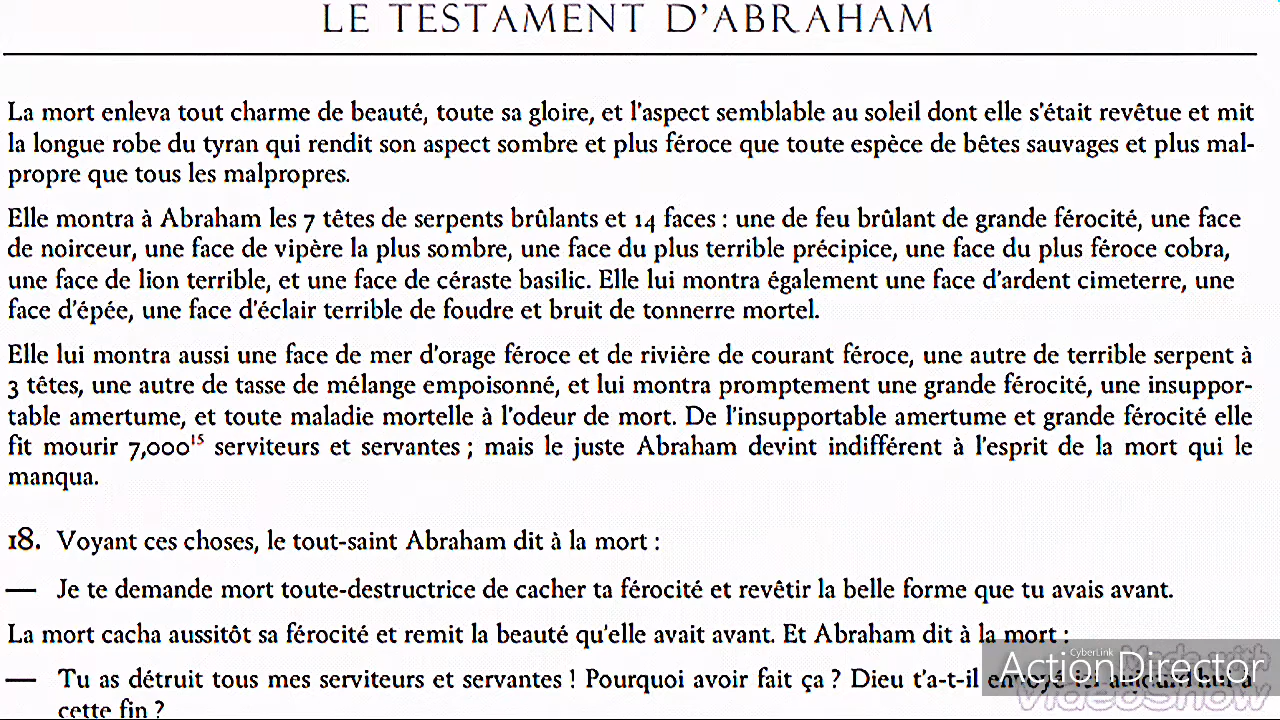 LE TESTAMENT D'ABRAHAM
La mort enleva tout charme de beauté, toute sa gloire, et l'aspect semblable au soleil dont elle s'était revêtue et mit
la longue robe du tyran qui rendit son aspect sombre et plus féroce que toute espèce de bêtes sauvages et plus mal-
propre que tous les malpropres.
Elle montra à Abraham les 7 têtes de serpents brûlants et 14 faces : une de feu brûlant de grande férocité, une face
de noirceur, une face de vipère la plus sombre, une face du plus terrible précipice, une face du plus féroce cobra,
une face de lion terrible, et une face de céraste basilic. Elle lui montra également une face d'ardent cimeterre, une
face d'épée, une face d'éclair terrible de foudre et bruit de tonnerre mortel.
Elle lui montra aussi une face de mer d'orage féroce et de rivière de courant féroce, une autre de terrible serpent à
3 têtes, une autre de tasse de mélange empoisonné, et lui montra promptement une grande férocité, une insuppor-
table amertume, et toute maladie mortelle à l'odeur de mort. De l'insupportable amertume et grande férocité elle
fit mourir 7,000¹⁵ serviteurs et servantes ; mais le juste Abraham devint indifférent à l'esprit de la mort qui le
manqua.
18. Voyant ces choses, le tout-saint Abraham dit à la mort :
— Je te demande mort toute-destructrice de cacher ta férocité et revêtir la belle forme que tu avais avant.
La mort cacha aussitôt sa férocité et remit la beauté qu'elle avait avant. Et Abraham dit à la mort :
— Tu as détruit tous mes serviteurs et servantes ! Pourquoi avoir fait ça ? Dieu t'a-t-il
cette fin ?
CyberLink
ActionDirector
Made with
VideoShow